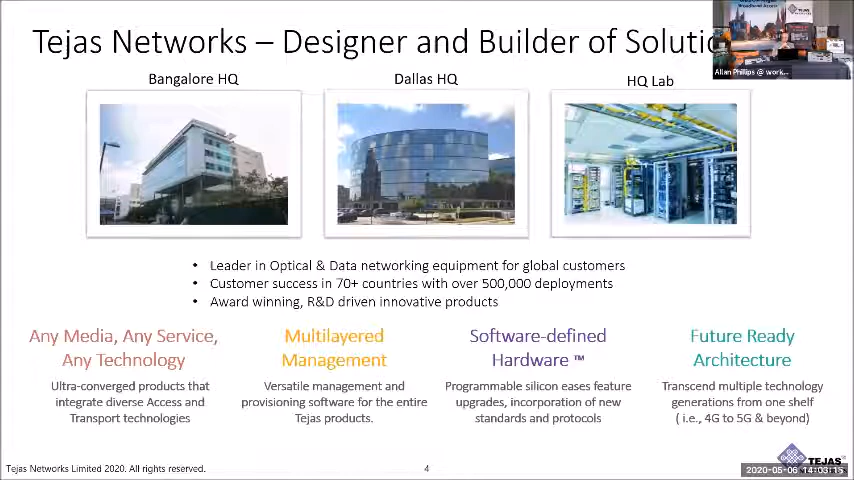 Tejas Networks – Designer and Builder of Solutio
Broadband Access
Allan Phillips @ work...
Bangalore HQ
Dallas HQ
HQ Lab
• Leader in Optical & Data networking equipment for global customers
• Customer success in 70+ countries with over 500,000 deployments
• Award winning, R&D driven innovative products
Any Media, Any Service,
Any Technology
Ultra-converged products that
integrate diverse Access and
Transport technologies
Multilayered
Management
Versatile management and
provisioning software for the entire
Tejas products.
Software-defined
Hardware ™
Programmable silicon eases feature
upgrades, incorporation of new
standards and protocols
Future Ready
Architecture
Transcend multiple technology
generations from one shelf
( i.e., 4G to 5G & beyond)
Tejas Networks Limited 2020. All rights reserved.
4
TEJAS
2020-05-06 14:03:15